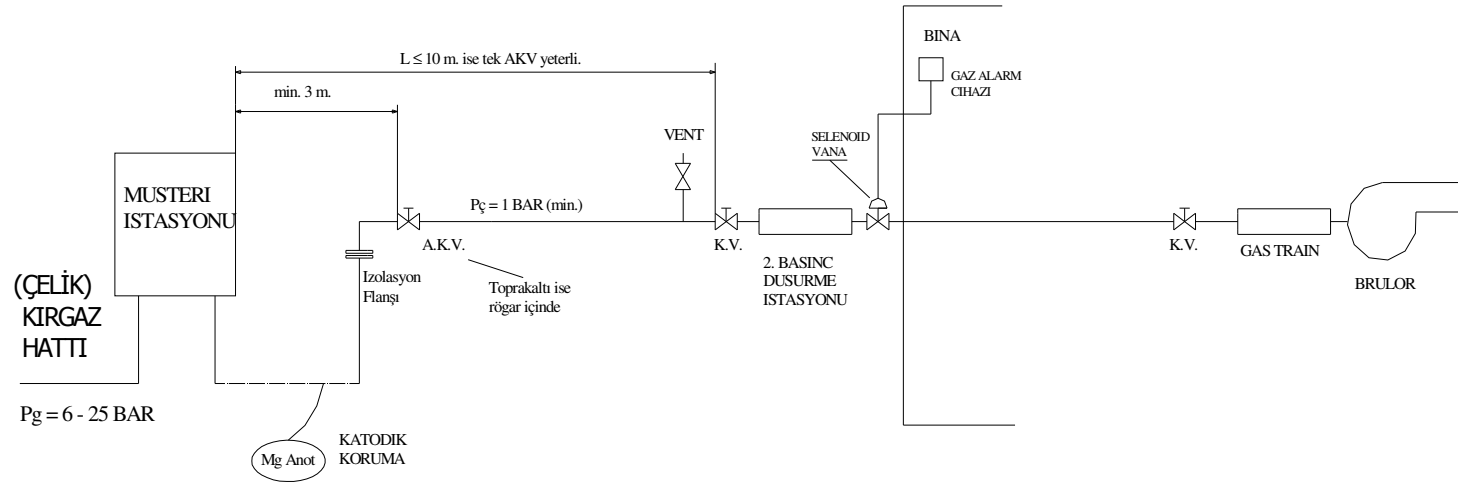 L ≤ 10 m. ise tek AKV yeterli.
min. 3 m.
BINA
GAZ ALARM
CIHAZI
VENT
SELENOID
VANA
MUSTERI
ISTASYONU
Pç = 1 BAR (min.)
A.K.V.
K.V.
K.V.
GAS TRAIN
2. BASINC
DUSURME
ISTASYONU
BRULOR
Izolasyon
Flanşı
Toprakaltı ise
rögar içinde
(ÇELİK)
KIRGAZ
HATTI
Pg = 6 - 25 BAR
Mg Anot
KATODIK
KORUMA